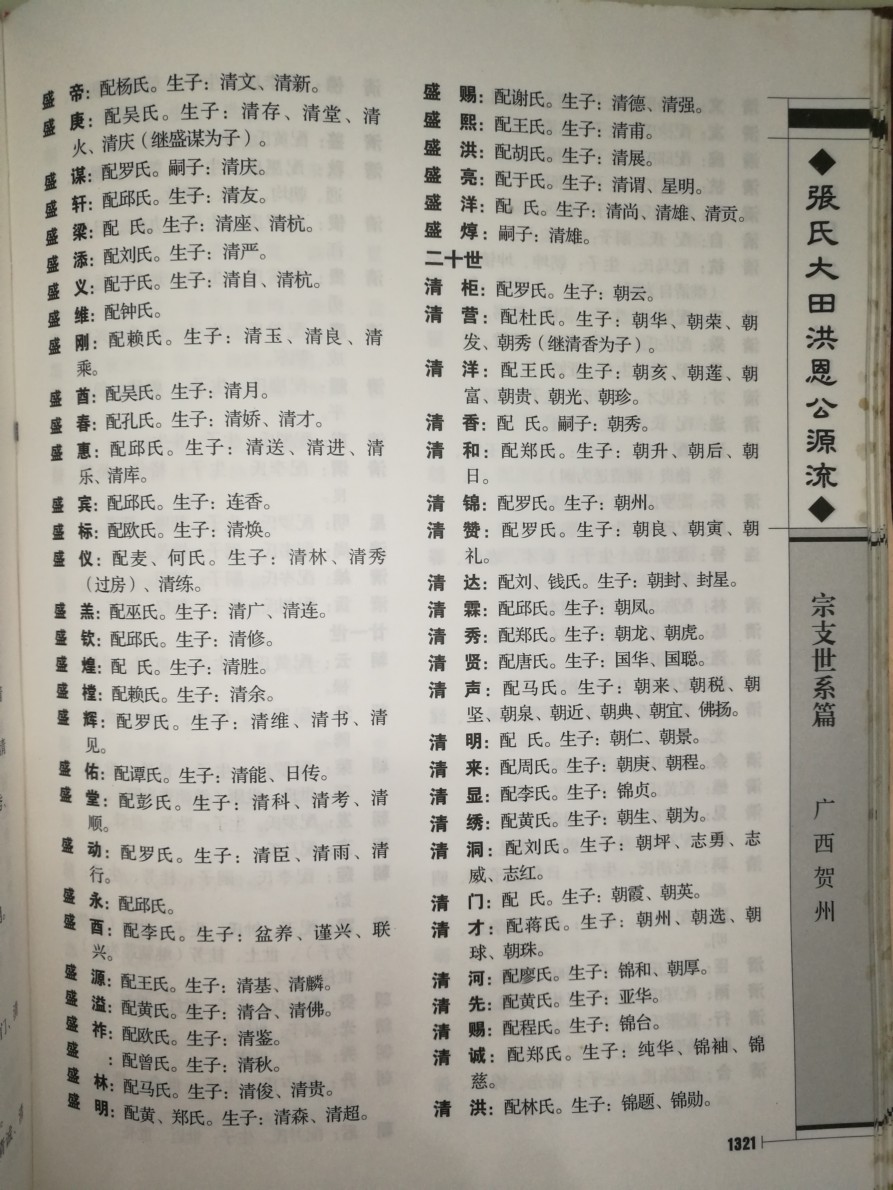 盛 帝：配杨氏。生子：清文、清新。
盛 庚：配吴氏。生子：清存、清堂、清
火、清庆（继盛谋为子）。
盛 谋：配罗氏。嗣子：清庆。
盛 轩：配邱氏。生子：清友。
盛 梁：配 氏。生子：清座、清杭。
盛 添：配刘氏。生子：清严。
盛 义：配于氏。生子：清自、清杭。
盛 维：配钟氏。
盛 刚：配赖氏。生子：清玉、清良、清
乘。
盛 酋：配吴氏。生子：清月。
盛 春：配孔氏。生子：清娇、清才。
盛 惠：配邱氏。生子：清送、清进、清
乐、清库。
盛 宾：配邱氏。生子：连香。
盛 标：配欧氏。生子：清焕。
盛 仪：配麦、何氏。生子：清林、清秀
（过房）、清练。
盛 羔：配巫氏。生子：清广、清连。
盛 钦：配邱氏。生子：清修。
盛 煌：配 氏。生子：清胜。
盛 樘：配赖氏。生子：清余。
盛 辉：配罗氏。生子：清维、清书、清
见。
盛 佑：配谭氏。生子：清能、日传。
盛 堂：配彭氏。生子：清科、清考、清
顺。
盛 动：配罗氏。生子：清臣、清雨、清
行。
盛 永：配邱氏。
盛 酉：配李氏。生子：盆养、谨兴、联
兴。
盛 源：配王氏。生子：清基、清麟。
盛 溢：配黄氏。生子：清合、清佛。
盛 祚：配欧氏。生子：清鉴。
盛 ：配曾氏。生子：清秋。
盛 林：配马氏。生子：清俊、清贵。
盛 明：配黄、郑氏。生子：清森、清超。
盛 赐：配谢氏。生子：清德、清强。
盛 熙：配王氏。生子：清甫。
盛 洪：配胡氏。生子：清展。
盛 亮：配于氏。生子：清谓、星明。
盛 洋：配 氏。生子：清尚、清雄、清贡。
盛 焞：嗣子：清雄。
二十世
清 柜：配罗氏。生子：朝云。
清 营：配杜氏。生子：朝华、朝荣、朝
发、朝秀（继清香为子）。
清 洋：配王氏。生子：朝亥、朝莲、朝
富、朝贵、朝光、朝珍。
清 香：配 氏。嗣子：朝秀。
清 和：配郑氏。生子：朝升、朝后、朝
日。
清 锦：配罗氏。生子：朝州。
清 赞：配罗氏。生子：朝良、朝寅、朝
礼。
清 达：配刘、钱氏。生子：朝封、封星。
清 霖：配邱氏。生子：朝凤。
清 秀：配郑氏。生子：朝龙、朝虎。
清 贤：配唐氏。生子：国华、国聪。
清 声：配马氏。生子：朝来、朝税、朝
坚、朝泉、朝近、朝典、朝宜、佛扬。
清 明：配 氏。生子：朝仁、朝景。
清 来：配周氏。生子：朝庚、朝程。
清 显：配李氏。生子：锦贞。
清 绣：配黄氏。生子：朝生、朝为。
清 洞：配刘氏。生子：朝坪、志勇、志
威、志红。
清 门：配 氏。生子：朝霞、朝英。
清 才：配蒋氏。生子：朝州、朝选、朝
球、朝珠。
清 河：配廖氏。生子：锦和、朝厚。
清 先：配黄氏。生子：亚华。
清 赐：配程氏。生子：锦台。
清 诚：配郑氏。生子：纯华、锦袖、锦
慈。
清 洪：配林氏。生子：锦题、锦勋。
◆張氏大田洪恩公源流◆
宗支世系篇
广西贺州
1321